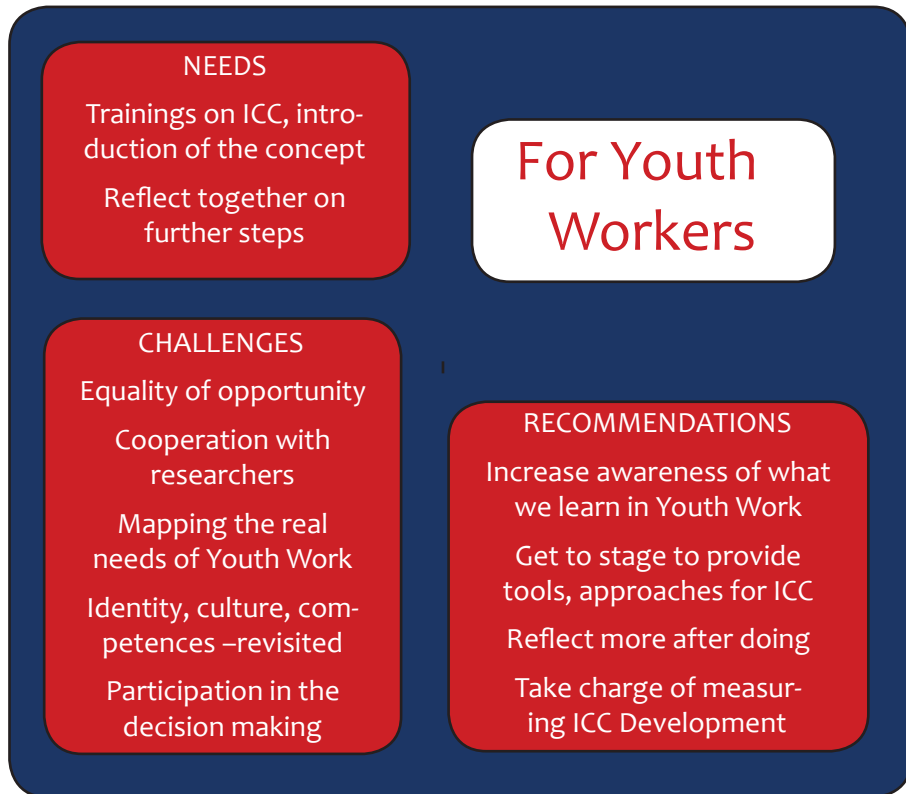 NEEDS
Trainings on ICC, intro-
duction of the concept
Reflect together on
further steps
For Youth
Workers
CHALLENGES
Equality of opportunity
Cooperation with
researchers
Mapping the real
needs of Youth Work
Identity, culture, com-
petences –revisited
Participation in the
decision making
RECOMMENDATIONS
Increase awareness of what
we learn in Youth Work
Get to stage to provide
tools, approaches for ICC
Reflect more after doing
Take charge of measur-
ing ICC Development